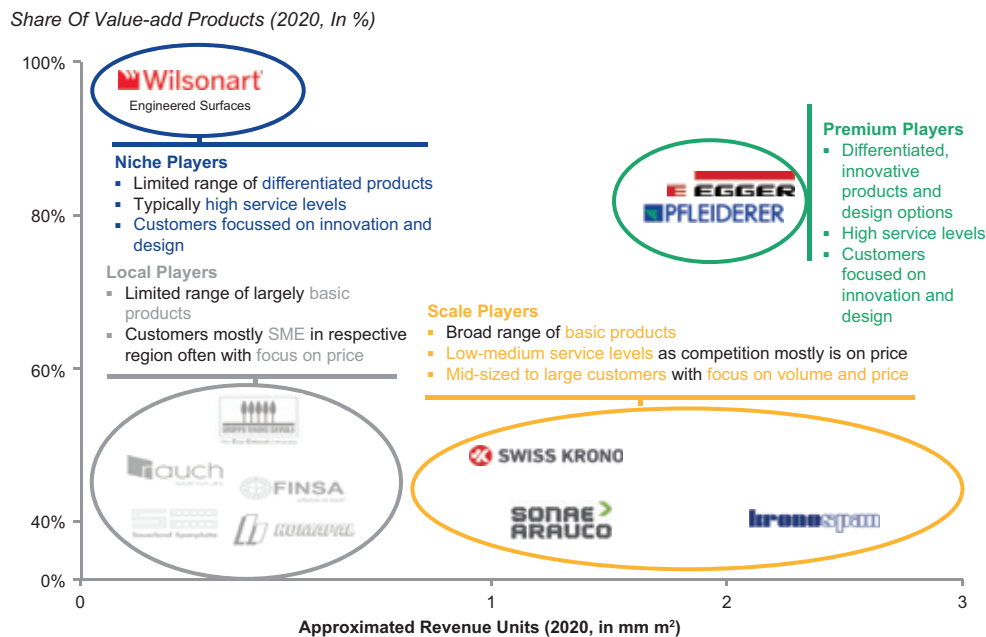 Share Of Value-add Products (2020, In %)
100%
80%
60%
40%
0%
Wilsonart
Engineered Surfaces
Niche Players
Limited range of differentiated products
Typically high service levels
Customers focussed on innovation and
design
Local Players
Limited range of largely basic
products
Customers mostly SME in respective
region often with focus on price
Premium Players
Differentiated,
innovative
products and
design options
High service levels
Customers
focused on
innovation and
design
EGGER
PFLEIDERER
Scale Players
Broad range of basic products
Low-medium service levels as competition mostly is on price
Mid-sized to large customers with focus on volume and price
rauch
FINSA
SWISS KRONO
SONAE
ARAUCO
kronospan
0
1
2
3
Approximated Revenue Units (2020, in mm m²)